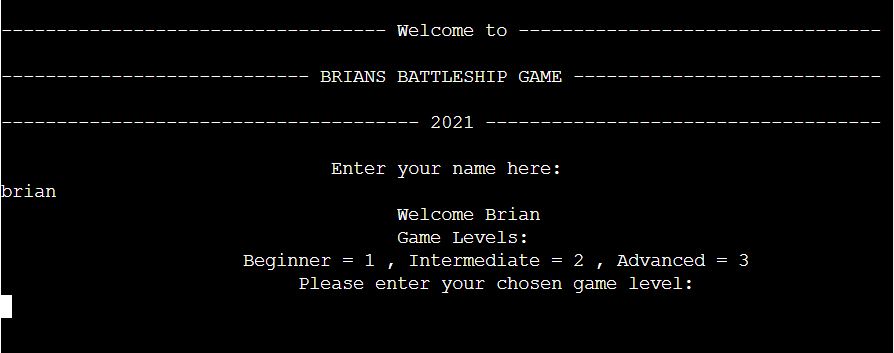 ----------------------------------- Welcome to ---------------------------------
---------------------------- BRIANS BATTLESHIP GAME ----------------------------
-------------------------------------- 2021 ------------------------------------
Enter your name here:
brian
Welcome Brian
Game Levels:
Beginner = 1 , Intermediate = 2 , Advanced = 3
Please enter your chosen game level: